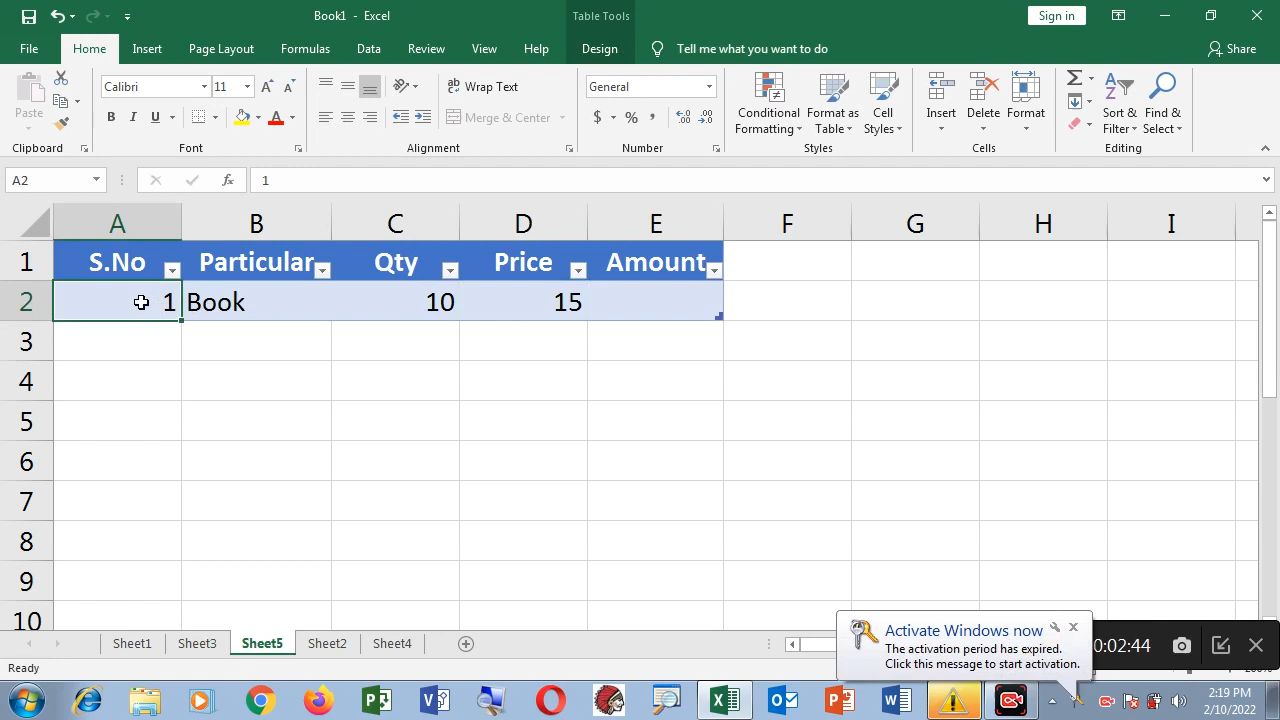 Book1 - Excel
Table Tools
Sign in
File Home Insert Page Layout Formulas Data Review View Help Design Tell me what you want to do Share
Paste
Calibri 11
B I U A
Clipboard
Font
Wrap Text
Merge & Center
Alignment
General
$ % ,
Number
Conditional Formatting
Format as Table
Cell Styles
Styles
Insert
Delete
Format
Cells
Sort & Filter
Find & Select
Editing
A2 fx 1
A B C D E F G H I
1 S.No Particular Qty Price Amount
2 1 Book 10 15
3
4
5
6
7
8
9
10
Sheet1 Sheet3 Sheet5 Sheet2 Sheet4
Ready
Activate Windows now
The activation period has expired.
Click this message to start activation.
0:02:44
2:19 PM
2/10/2022